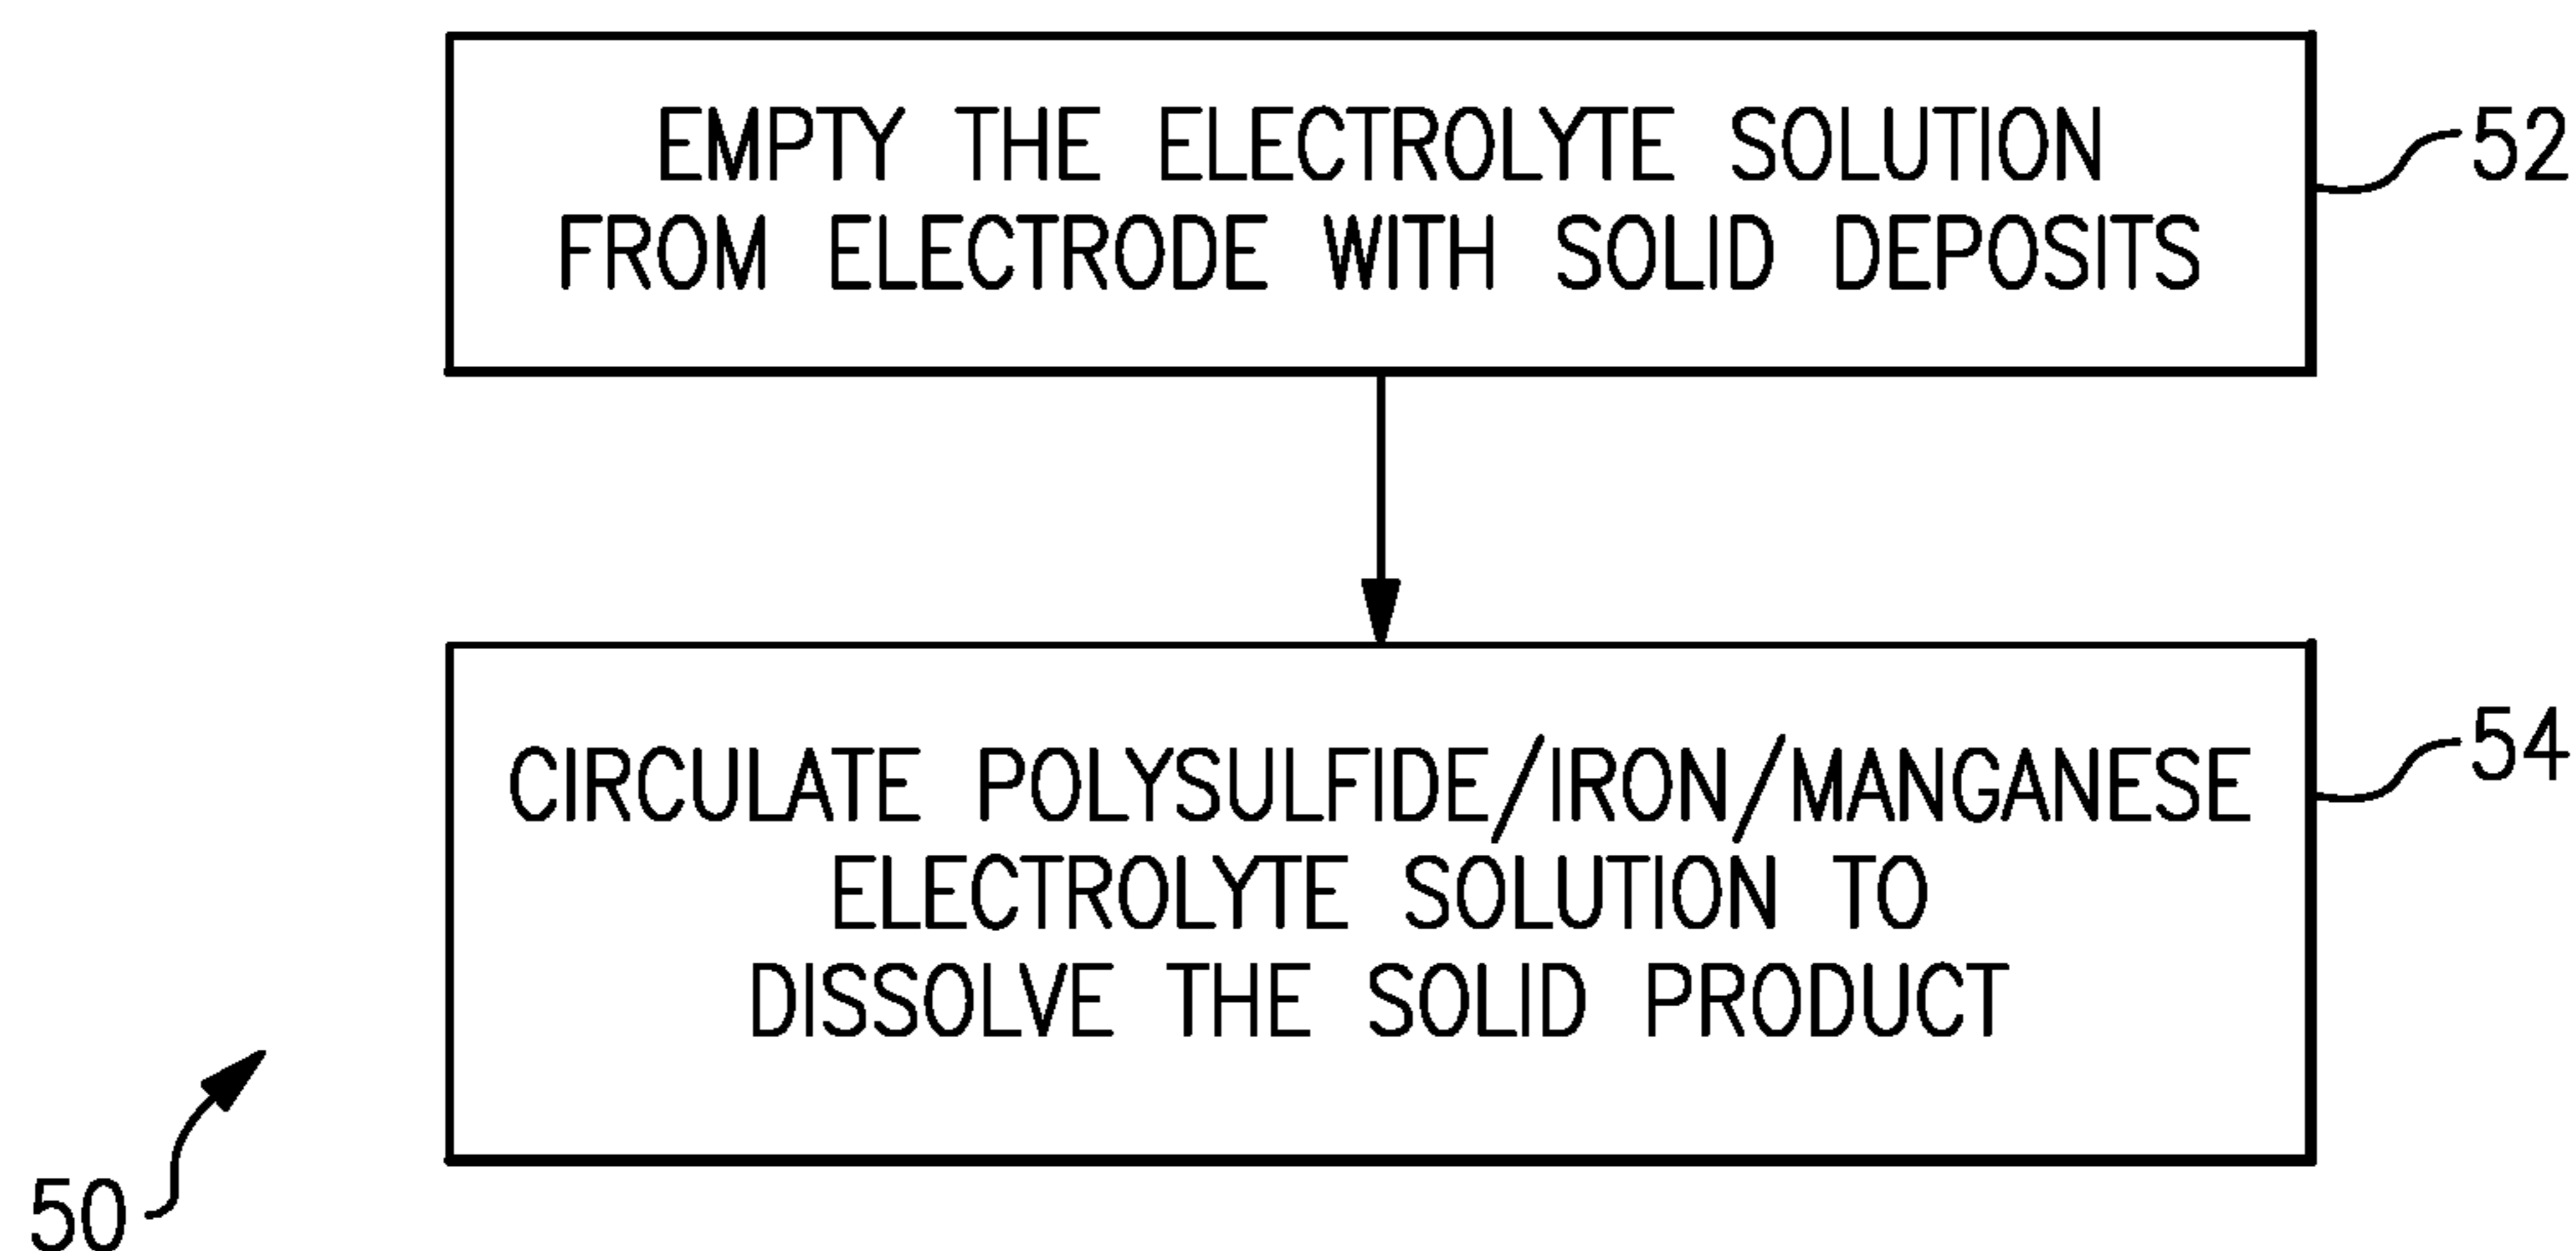 EMPTY THE ELECTROLYTE SOLUTION
FROM ELECTRODE WITH SOLID DEPOSITS
52
CIRCULATE POLYSULFIDE/IRON/MANGANESE
ELECTROLYTE SOLUTION TO
DISSOLVE THE SOLID PRODUCT
54
50